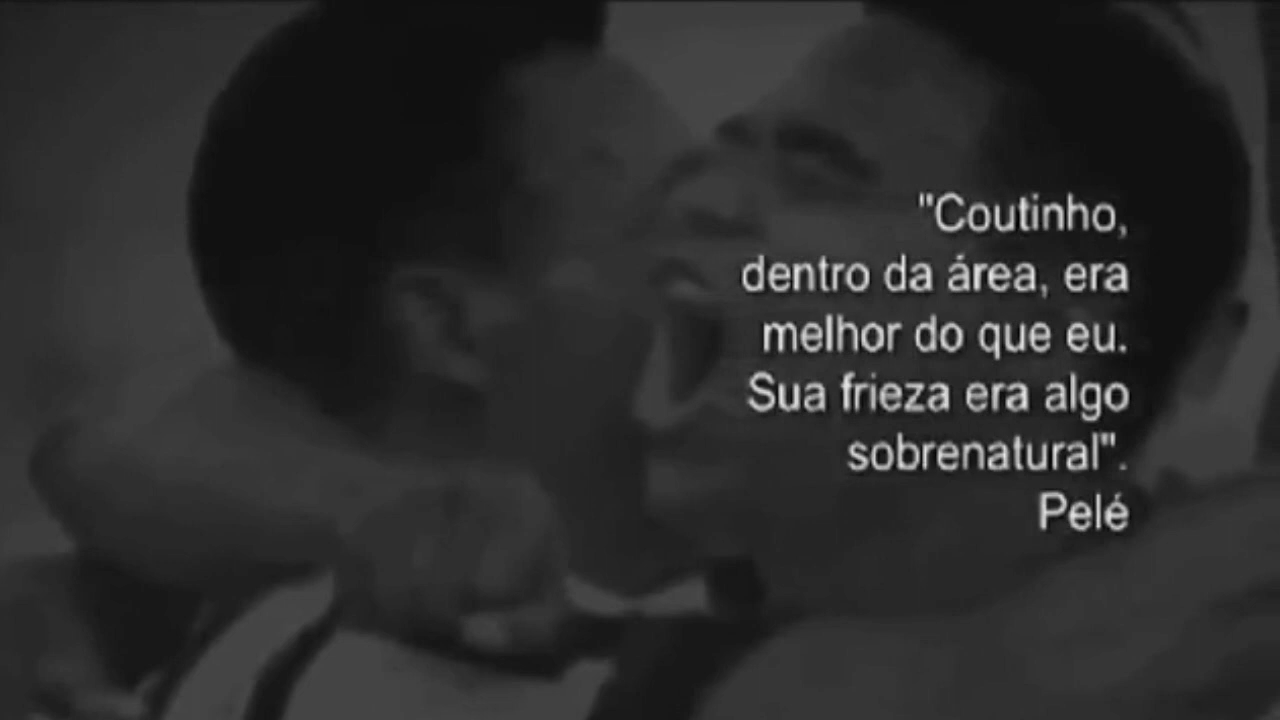 "Coutinho,
dentro da área, era
melhor do que eu.
Sua frieza era algo
sobrenatural".
Pelé